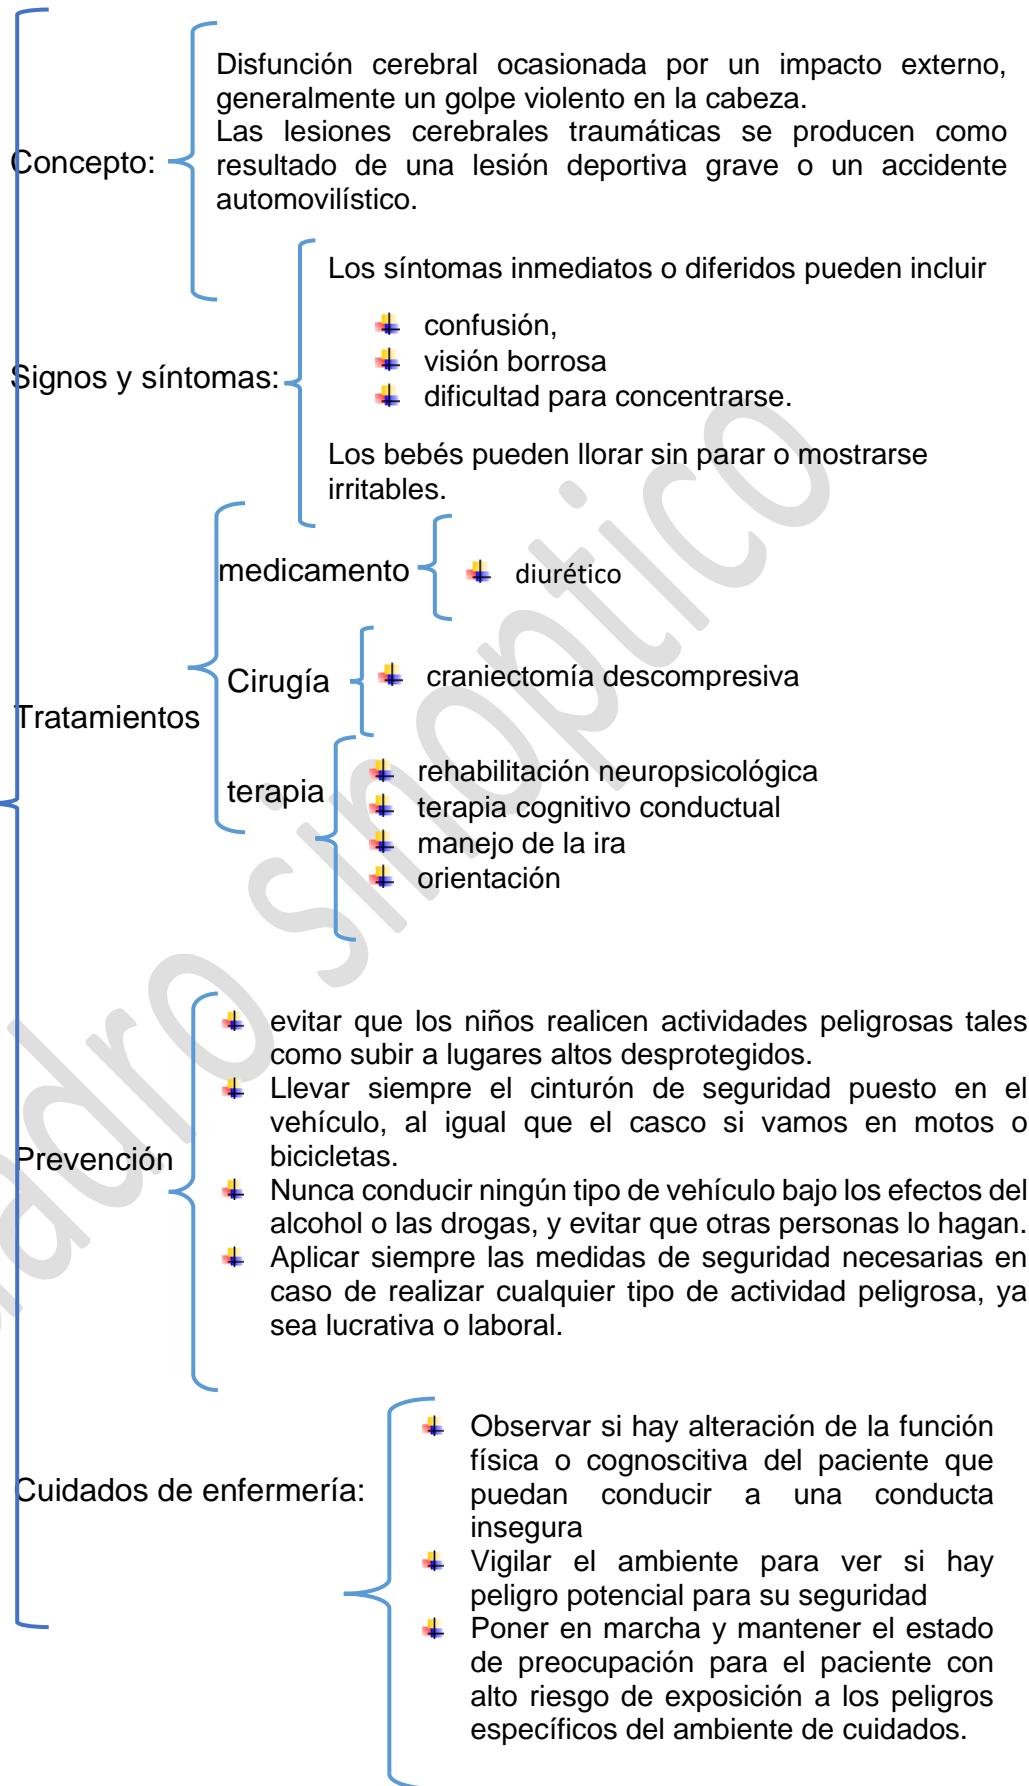 Disfunción cerebral ocasionada por un impacto externo,
generalmente un golpe violento en la cabeza.
Las lesiones cerebrales traumáticas se producen como
Concepto:
resultado de una lesión deportiva grave o un accidente
automovilístico.
Los síntomas inmediatos o diferidos pueden incluir
confusión,
visión borrosa
Signos y síntomas:
dificultad para concentrarse.
Los bebés pueden llorar sin parar o mostrarse
irritables.
medicamento
diurético
Cirugía
craniectomía descompresiva
Tratamientos
terapia
rehabilitación neuropsicológica
terapia cognitivo conductual
manejo de la ira
orientación
evitar que los niños realicen actividades peligrosas tales
como subir a lugares altos desprotegidos.
Llevar siempre el cinturón de seguridad puesto en el
vehículo, al igual que el casco si vamos en motos o
bicicletas.
Prevención
Nunca conducir ningún tipo de vehículo bajo los efectos del
alcohol o las drogas, y evitar que otras personas lo hagan.
Aplicar siempre las medidas de seguridad necesarias en
caso de realizar cualquier tipo de actividad peligrosa, ya
sea lucrativa o laboral.
Cuidados de enfermería:
Observar si hay alteración de la función
física o cognoscitiva del paciente que
puedan conducir a una conducta
insegura
Vigilar el ambiente para ver si hay
peligro potencial para su seguridad
Poner en marcha y mantener el estado
de preocupación para el paciente con
alto riesgo de exposición a los peligros
específicos del ambiente de cuidados.
sinoptico